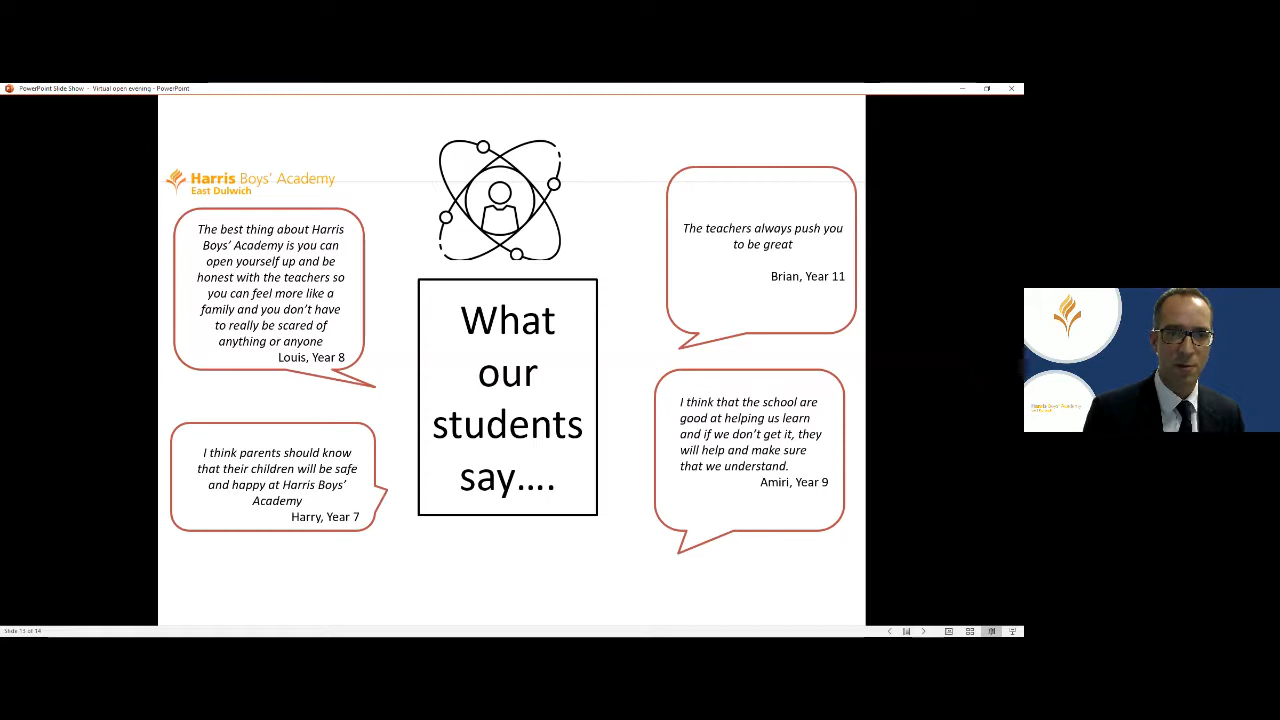 PowerPoint Slide Show - Virtual open evening - PowerPoint
Harris Boys' Academy
East Dulwich
The best thing about Harris
Boys' Academy is you can
open yourself up and be
honest with the teachers so
you can feel more like a
family and you don't have
to really be scared of
anything or anyone
Louis, Year 8
I think parents should know
that their children will be safe
and happy at Harris Boys'
Academy
Harry, Year 7
What
our
students
say....
The teachers always push you
to be great
Brian, Year 11
I think that the school are
good at helping us learn
and if we don't get it, they
will help and make sure
that we understand.
Amiri, Year 9
Harris Boys' Academy
Slide 13 of 14